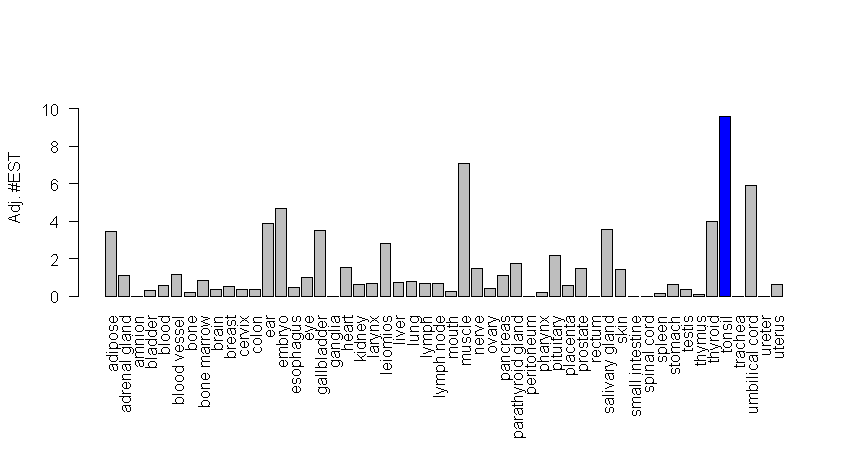 Adj. #EST
10
8
6
4
2
0
adipose
adrenal gland
amnion
bladder
blood
blood vessel
bone
bone marrow
brain
breast
cervix
colon
ear
embryo
esophagus
eye
gallbladder
ganglia
heart
kidney
larynx
leiomios
liver
lung
lymph
lymph node
mouth
muscle
nerve
ovary
pancreas
parathyroid gland
peritoneum
pharynx
pituitary
placenta
prostate
rectum
salivary gland
skin
small intestine
spinal cord
spleen
stomach
testis
thymus
thyroid
tonsil
trachea
umbilical cord
ureter
uterus